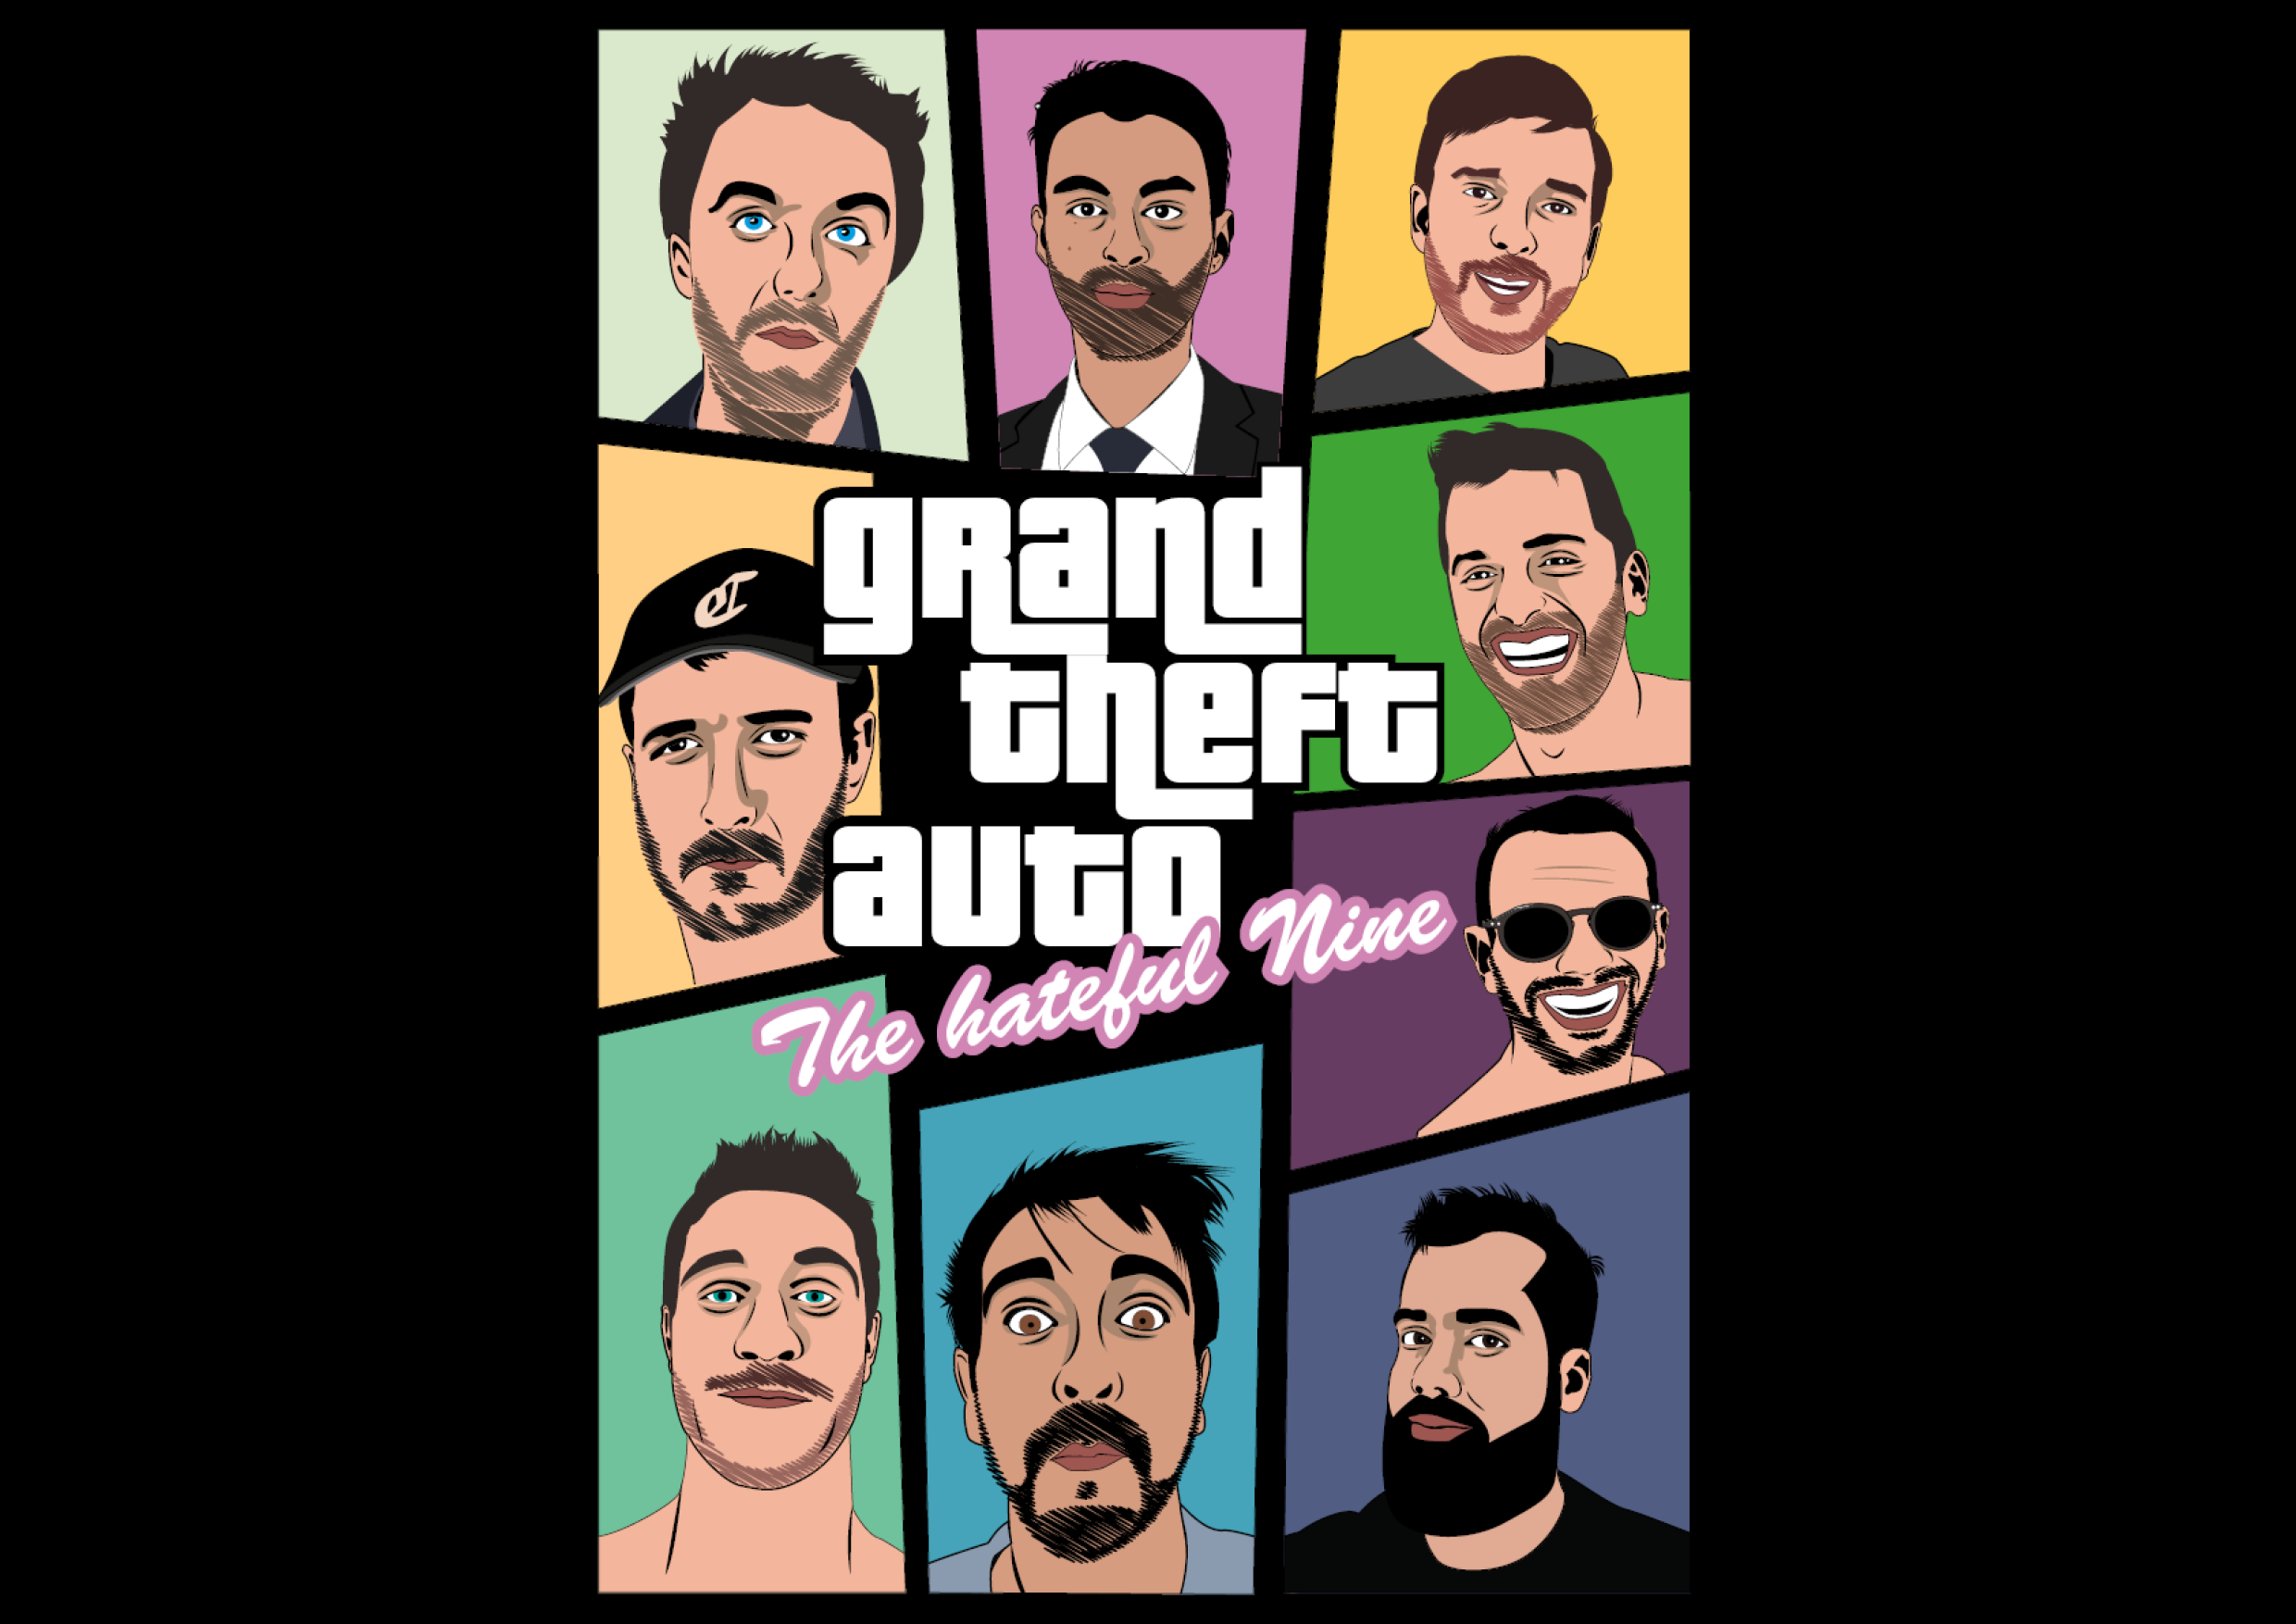 grand
theft
auto
The hateful Nine